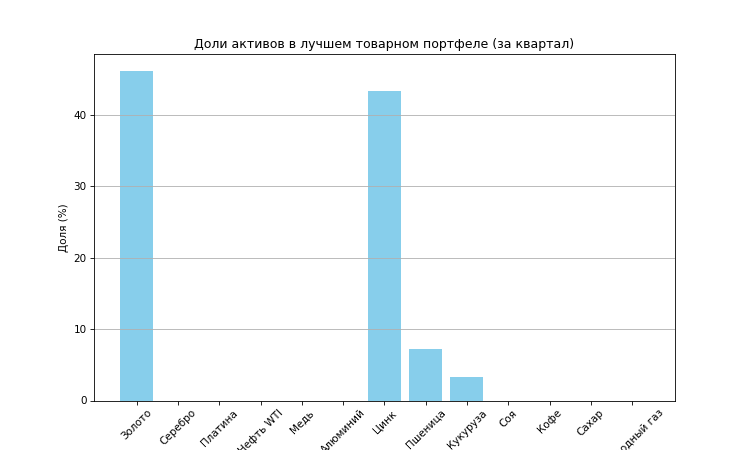 Доли активов в лучшем товарном портфеле (за квартал)
Доля (%)
40
30
20
10
0
Золото
Серебро
Платина
Нефть WTI
Медь
Алюминий
Цинк
Пшеница
Кукуруза
Соя
Кофе
Сахар
одный газ